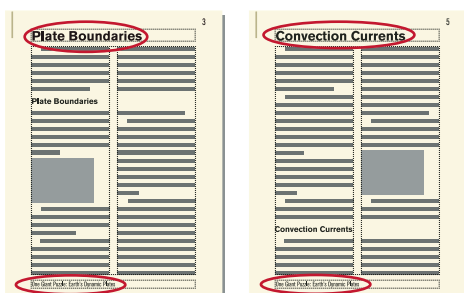 3
Plate Boundaries
Plate Boundaries
One Giant Puzzle: Earth's Dynamic Plates
5
Convection Currents
Convection Currents
One Giant Puzzle: Earth's Dynamic Plates